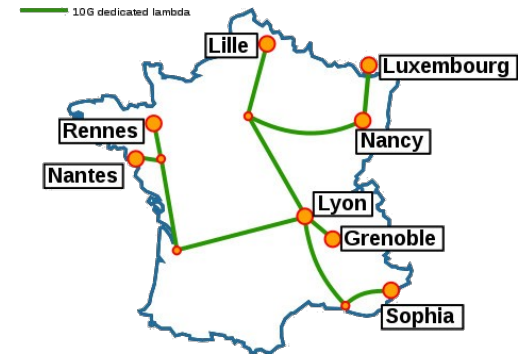 10G dedicated lambda
Lille
Luxembourg
Rennes
Nancy
Nantes
Lyon
Grenoble
Sophia